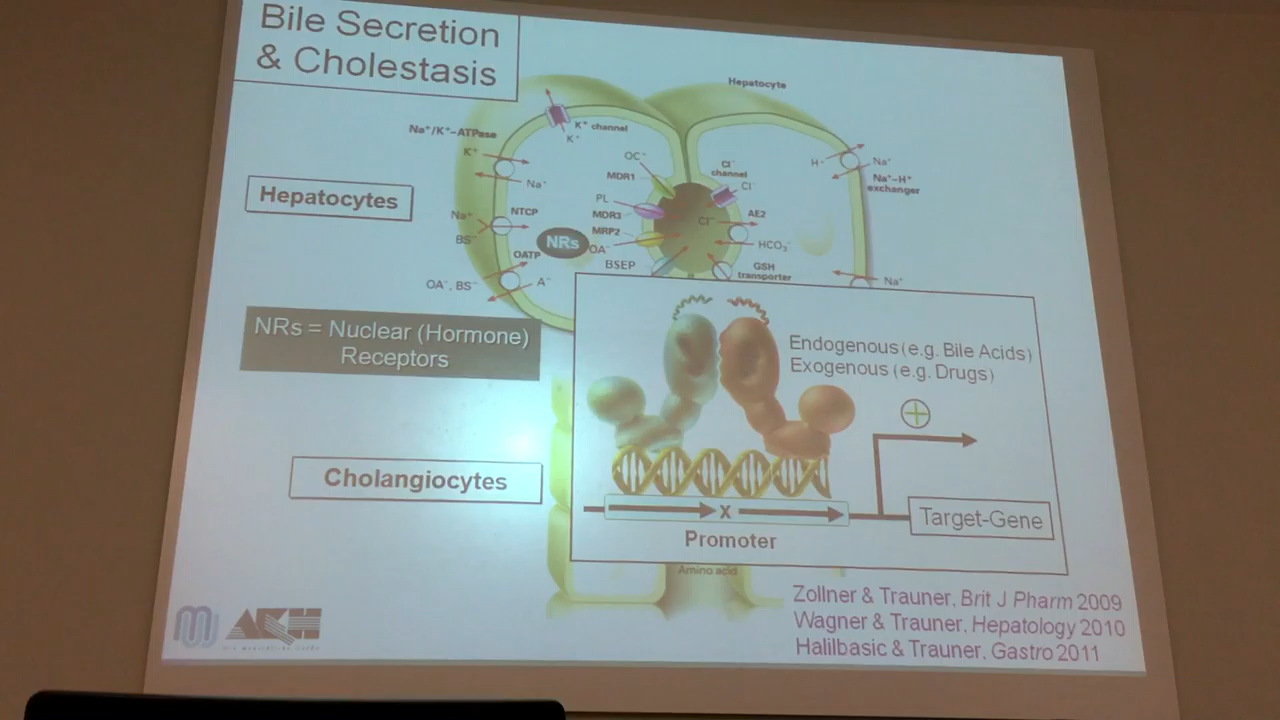 Bile Secretion
& Cholestasis
Hepatocyte
Na⁺/K⁺-ATPase
K⁺ channel
K⁺
K⁺
Na⁺
OC⁻
MDR1
Cl⁻
channel
Cl⁻
H⁺
Na⁺
Na⁺-H⁺
exchanger
Hepatocytes
PL
MDR3
Cl⁻
AE2
Na⁺
NTCP
BS⁻
NRs
MRP2
OA⁻
HCO₃⁻
OATP
BSEP
GSH
transporter
OA⁻, BS⁻
A⁻
Na⁺
NRs = Nuclear (Hormone)
Receptors
Endogenous (e.g. Bile Acids)
Exogenous (e.g. Drugs)
+
Cholangiocytes
X
Target-Gene
Promoter
Amino acid
Zollner & Trauner, Brit J Pharm 2009
Wagner & Trauner, Hepatology 2010
Halilbasic & Trauner, Gastro 2011
AKH